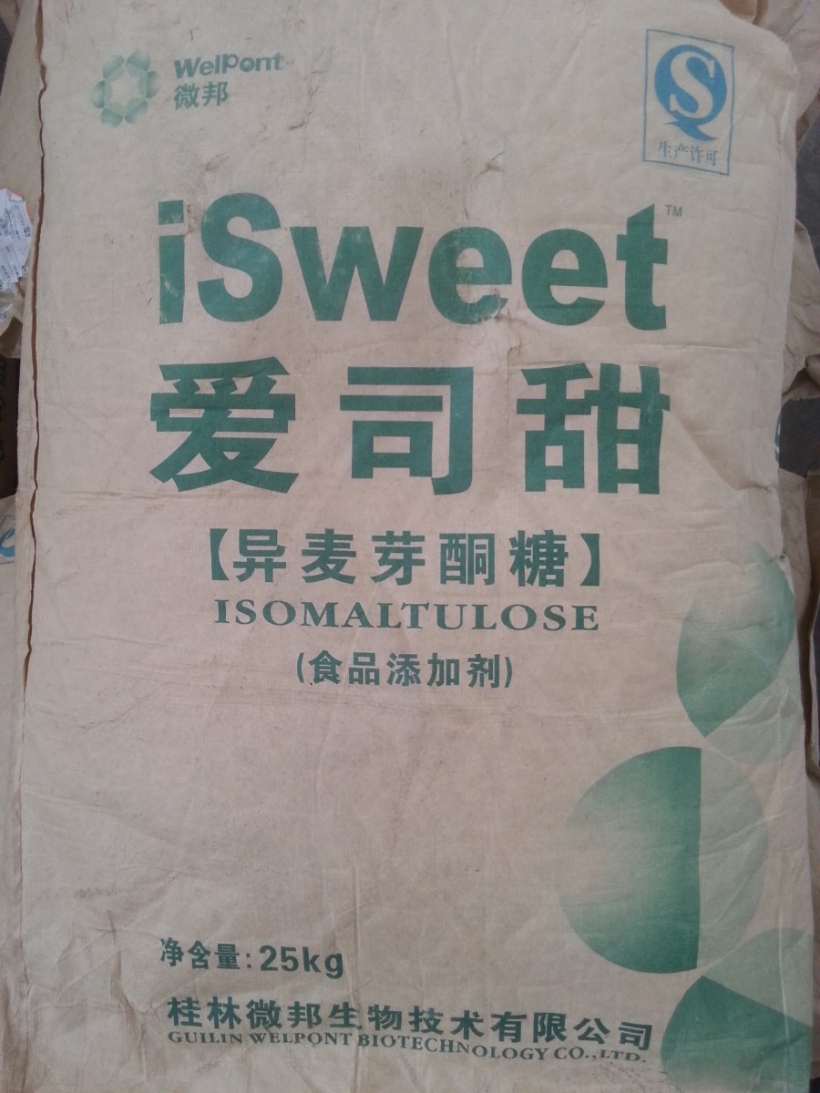 WelPont
微邦
S
生产许可
iSweet™
爱司甜
【异麦芽酮糖】
ISOMALTULOSE
(食品添加剂)
净含量:25kg
桂林微邦生物技术有限公司
GUILIN WELPONT BIOTECHNOLOGY CO.,LTD.